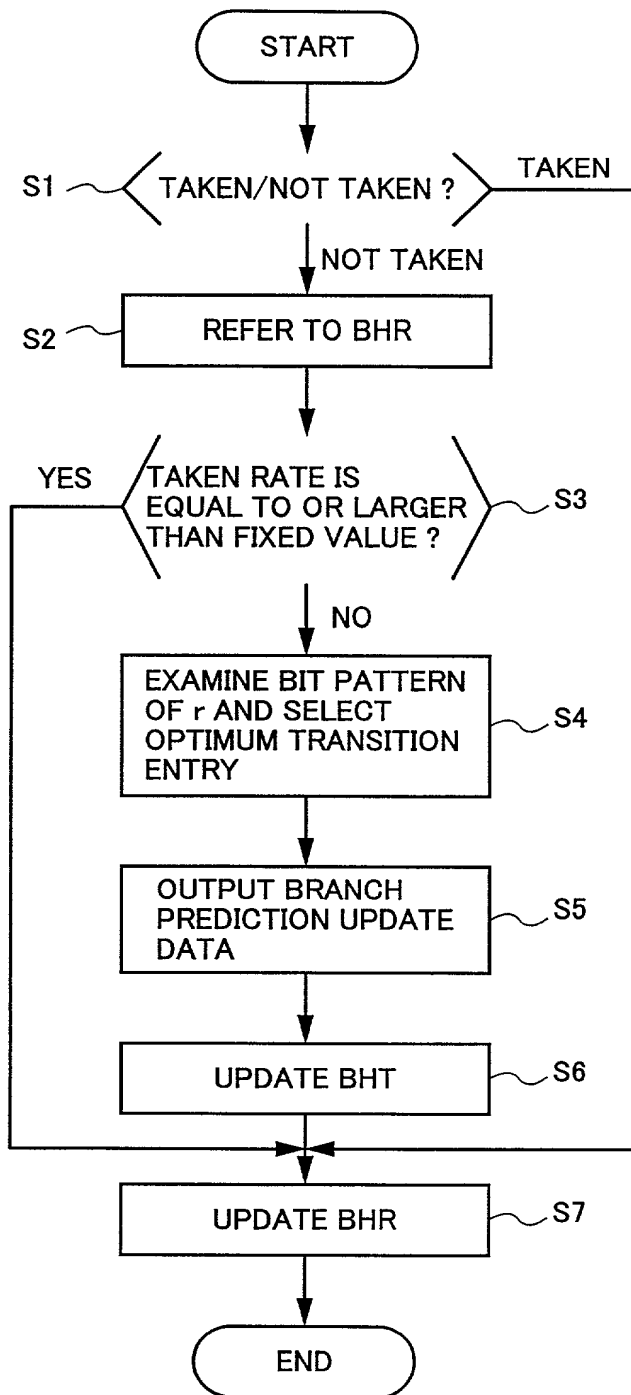 START
S1
TAKEN/NOT TAKEN ?
TAKEN
NOT TAKEN
S2
REFER TO BHR
YES
TAKEN RATE IS
EQUAL TO OR LARGER
THAN FIXED VALUE ?
S3
NO
EXAMINE BIT PATTERN
OF r AND SELECT
OPTIMUM TRANSITION
ENTRY
S4
OUTPUT BRANCH
PREDICTION UPDATE
DATA
S5
UPDATE BHT
S6
UPDATE BHR
S7
END